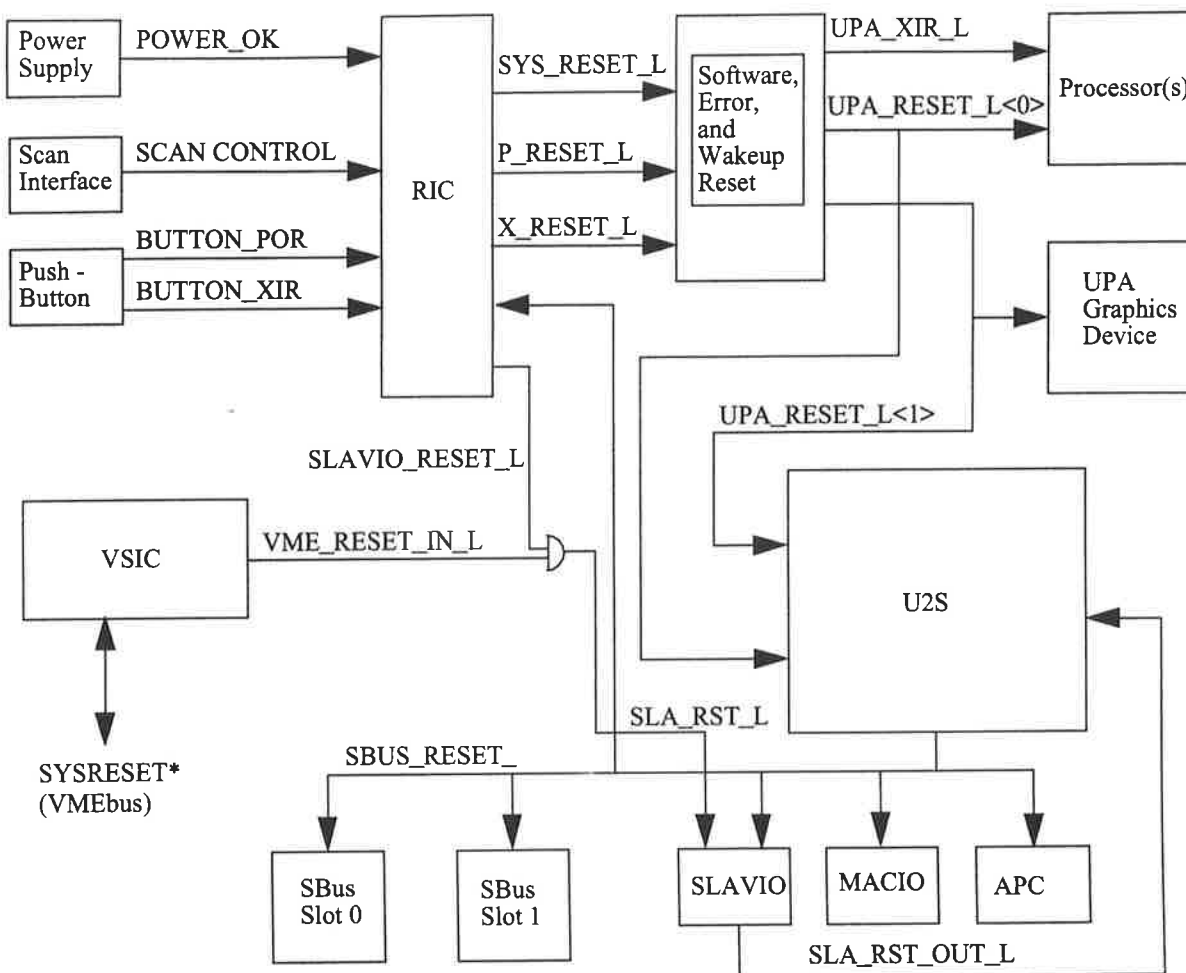 Power
Supply
POWER_OK
Scan
Interface
SCAN CONTROL
Push -
Button
BUTTON_POR
BUTTON_XIR
RIC
SYS_RESET_L
P_RESET_L
X_RESET_L
Software,
Error,
and
Wakeup
Reset
UPA_XIR_L
UPA_RESET_L<0>
Processor(s)
UPA
Graphics
Device
UPA_RESET_L<1>
SLAVIO_RESET_L
VSIC
VME_RESET_IN_L
U2S
SYSRESET*
(VMEbus)
SLA_RST_L
SBUS_RESET_
SBus
Slot 0
SBus
Slot 1
SLAVIO
MACIO
APC
SLA_RST_OUT_L